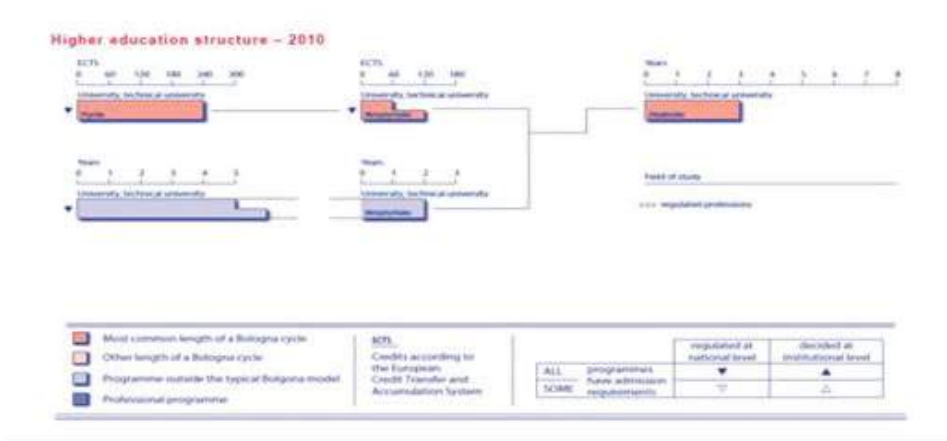 Higher education structure – 2010
ECTS
0 60 120 180 240 300
University, technical university
Ptychio
ECTS
0 60 120 180
University, technical university
Metaptychiako
Years
0 1 2 3 4 5 6 7 8
University, technical university
Years
0 1 2 3 4 5
University, technical university
Years
0 1 2 3
University, technical university
Metaptychiako
Field of study
regulated professions
Most common length of a Bologna cycle
Other length of a Bologna cycle
Programme outside the typical Bologna model
Professional programme
ECTS
Credits according to
the European
Credit Transfer and
Accumulation System
regulated at
national level
decided at
institutional level
ALL
SOME
programmes
have admission
requirements